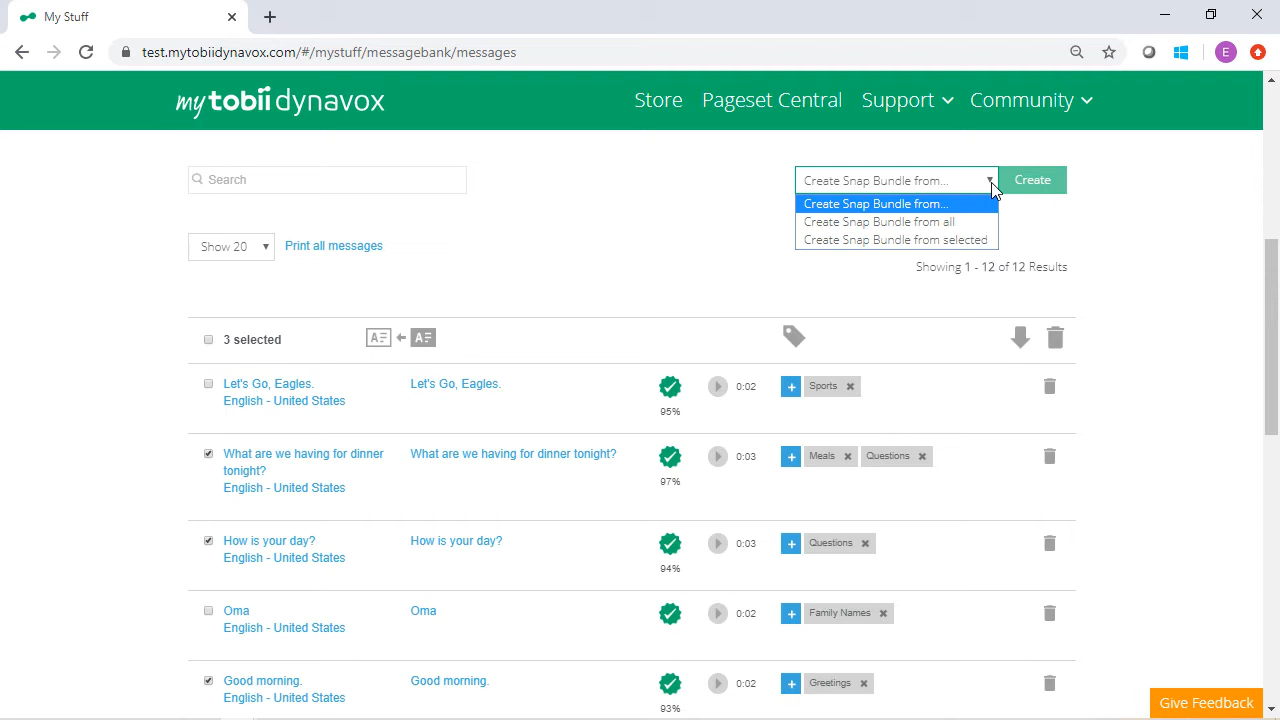 My Stuff
test.mytobiidynavox.com/#/mystuff/messagebank/messages
E
my tobii dynavox
Store Pageset Central Support Community
Search
Create Snap Bundle from... Create
Create Snap Bundle from...
Create Snap Bundle from all
Create Snap Bundle from selected
Show 20 Print all messages
Showing 1 - 12 of 12 Results
3 selected
Let's Go, Eagles. Let's Go, Eagles. 0:02 + Sports x
English - United States
95%
What are we having for dinner What are we having for dinner tonight? 0:03 + Meals x Questions x
tonight?
English - United States
97%
How is your day? How is your day? 0:03 + Questions x
English - United States
94%
Oma Oma 0:02 + Family Names x
English - United States
Good morning. Good morning. 0:02 + Greetings x
English - United States
93%
Give Feedback